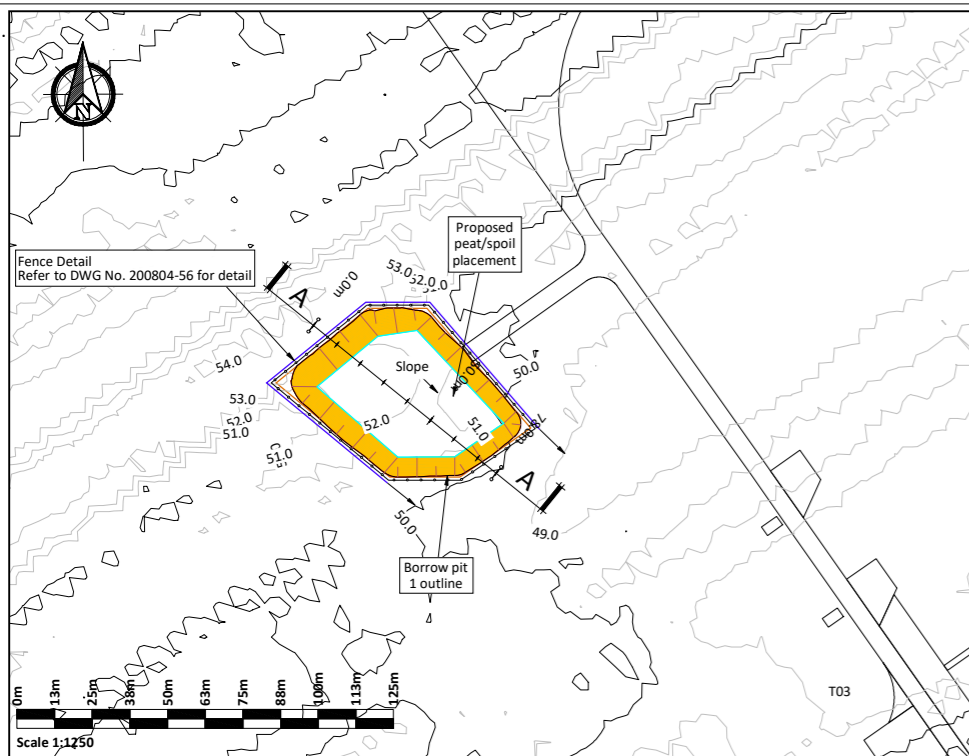 N
Proposed
peat/spoil
placement
Fence Detail
Refer to DWG No. 200804-56 for detail
53.0
A
0.0m
54.0
Slope
50.0
53.0
52.0
51.0
52.0
51.0
51.0
A
50.0
49.0
Borrow pit
1 outline
T03
0m
13m
25m
38m
50m
63m
75m
88m
100m
113m
125m
Scale 1:1250